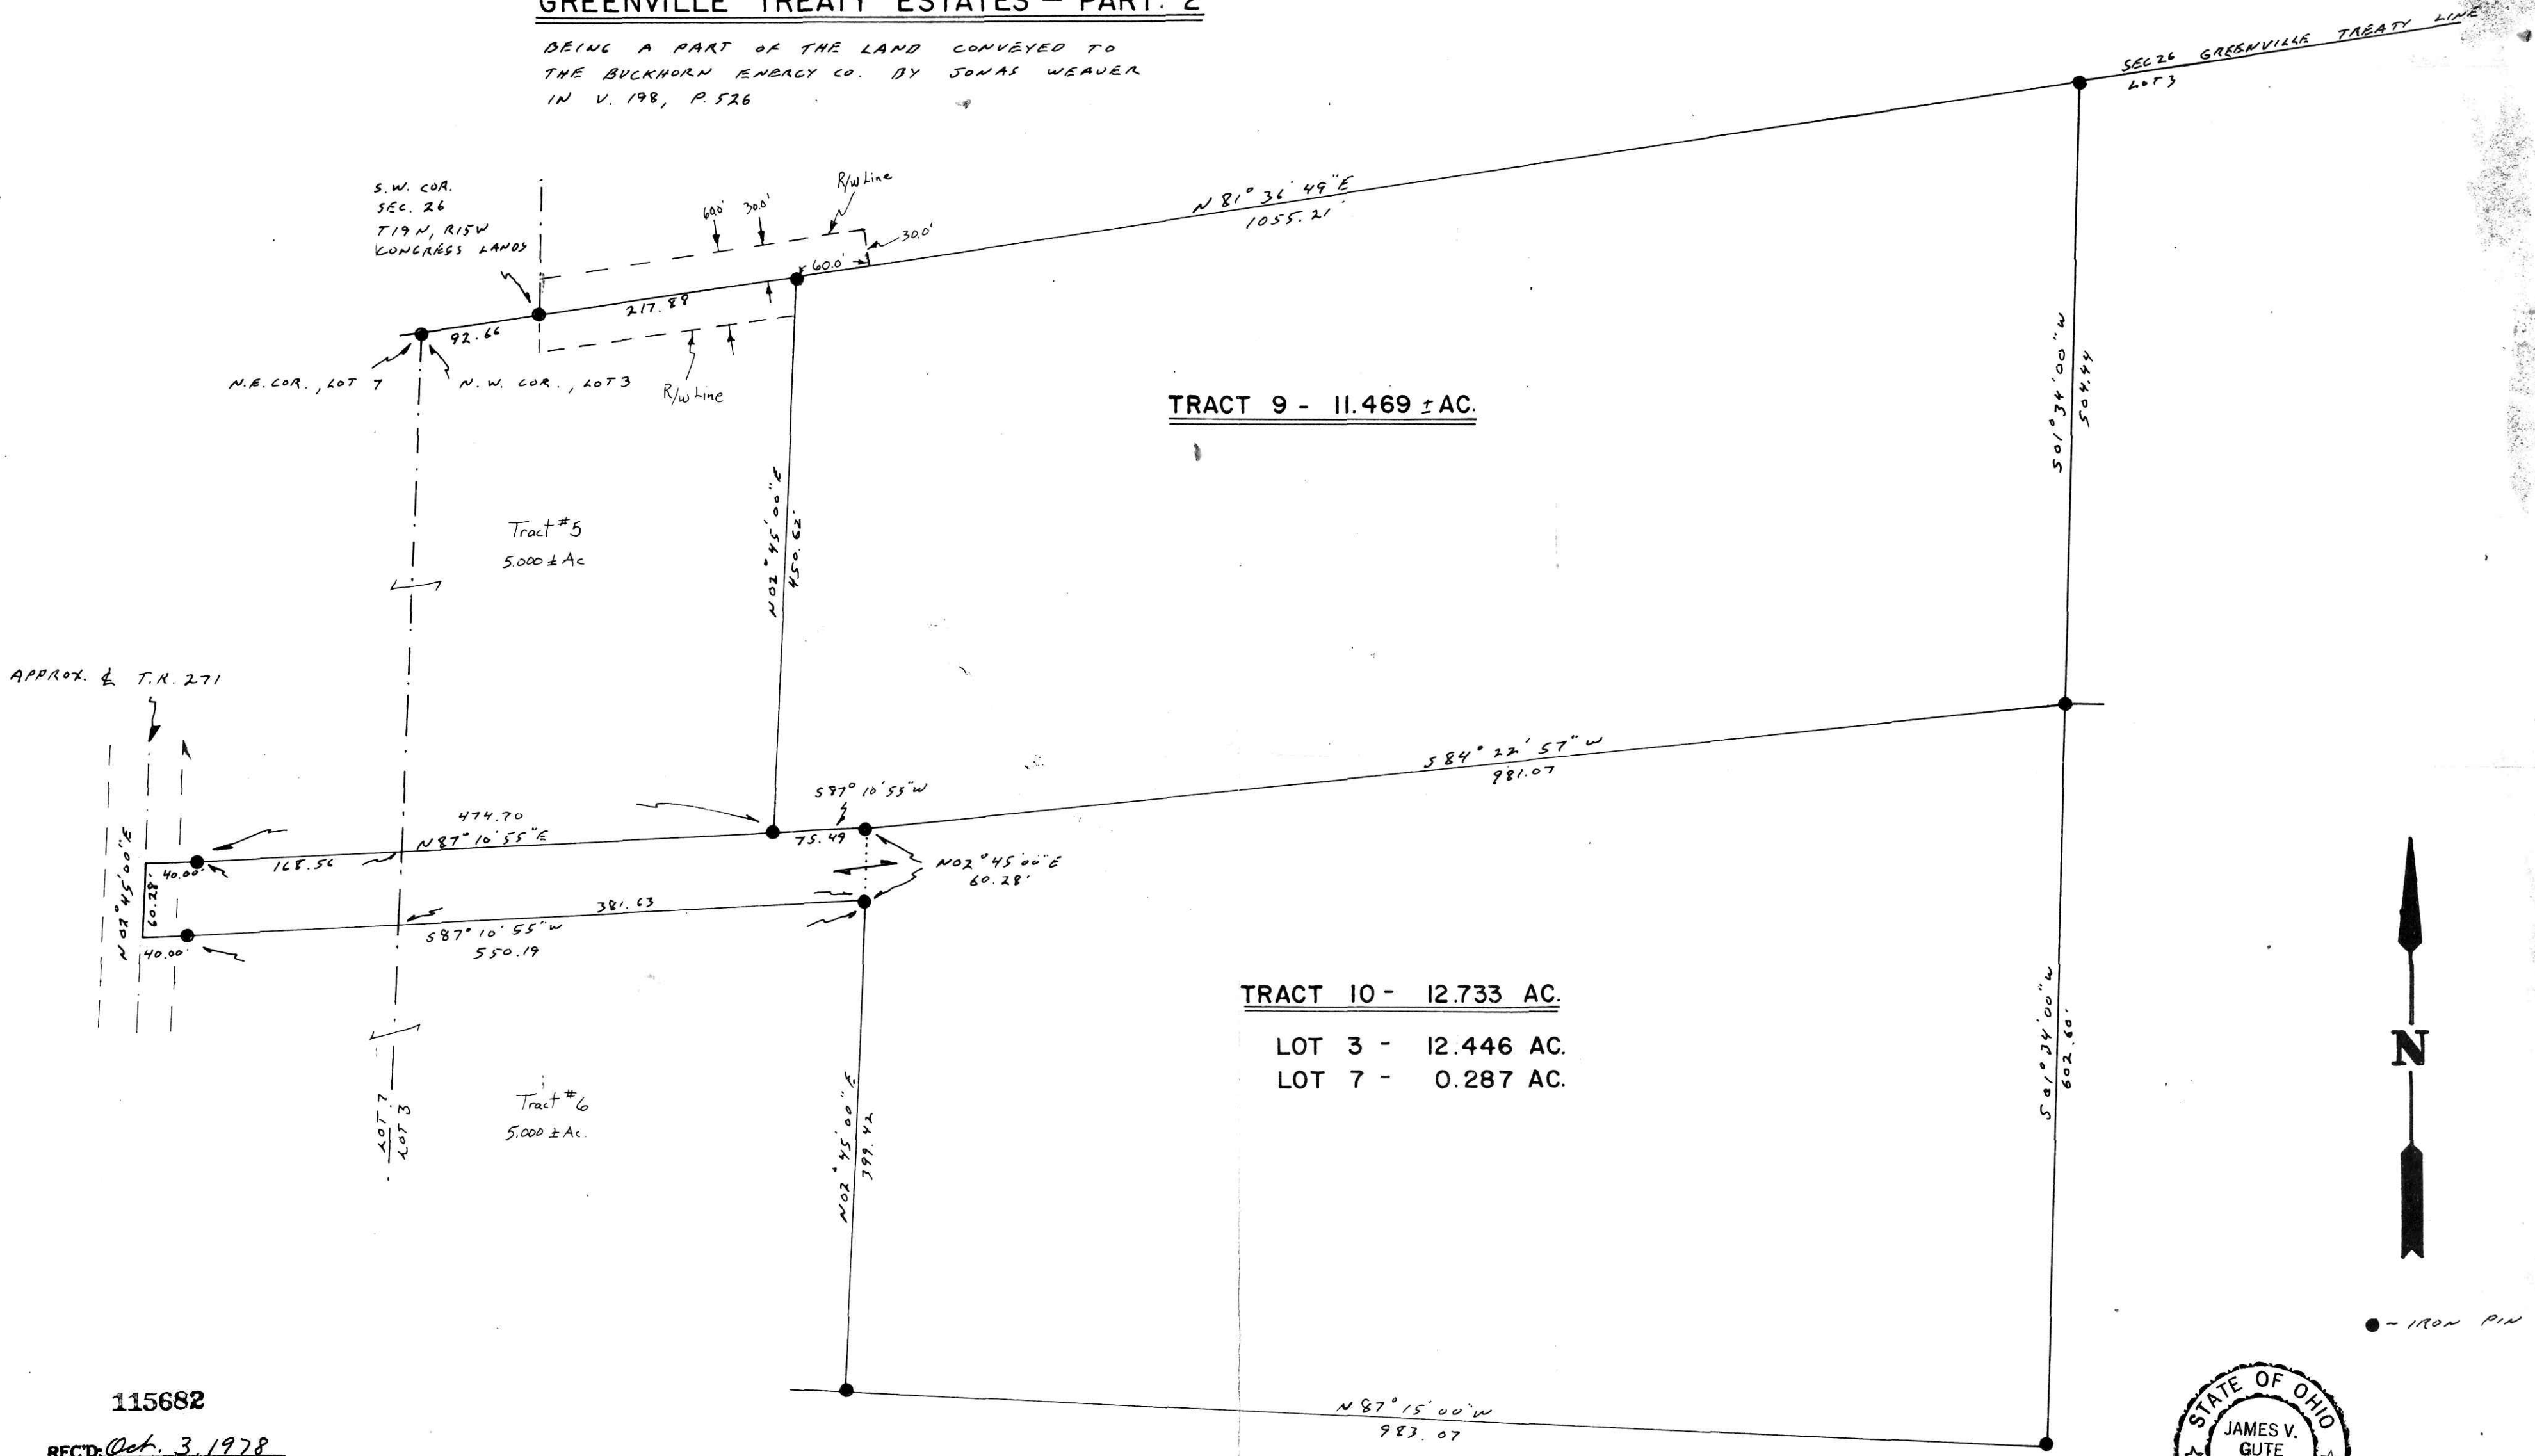 GREENVILLE TREATY ESTATES – PART. 2
BEING A PART OF THE LAND CONVEYED TO
THE BUCKHORN ENERGY CO. BY JONAS WEAVER
IN V. 198, P. 526
SEC 26 GREENVILLE TREATY LINE
LOT 3
S.W. COR.
SEC. 26
T19N, R15W
CONGRESS LANDS
60.0'
30.0'
R/W Line
30.0'
60.0'
N 81° 36' 49" E
1055.21'
217.88
92.66
N.E. COR., LOT 7
N.W. COR., LOT 3
R/W Line
TRACT 9 - 11.469 ± AC.
S01° 34' 00" W
504.44
N02° 45' 00" E
450.62'
Tract #5
5.000 ± Ac
APPROX. ℄ T.R. 271
S 84° 22' 57" W
981.07
S87° 10' 55" W
75.49
474.70
N87° 10' 55" E
168.56
40.00'
N 02° 45' 00" E
60.28'
N02° 45' 00" E
60.28'
381.63
S87° 10' 55" W
550.19
40.00'
TRACT 10 - 12.733 AC.
LOT 3 - 12.446 AC.
LOT 7 - 0.287 AC.
S 01° 34' 00" W
602.60'
N
N02° 45' 00" E
399.42
LOT 7
LOT 3
Tract #6
5.000 ± Ac.
● - IRON PIN
N 87° 15' 00" W
983.07
115682
REC'D: Oct. 3, 1978
STATE OF OHIO
JAMES V.
GUTE